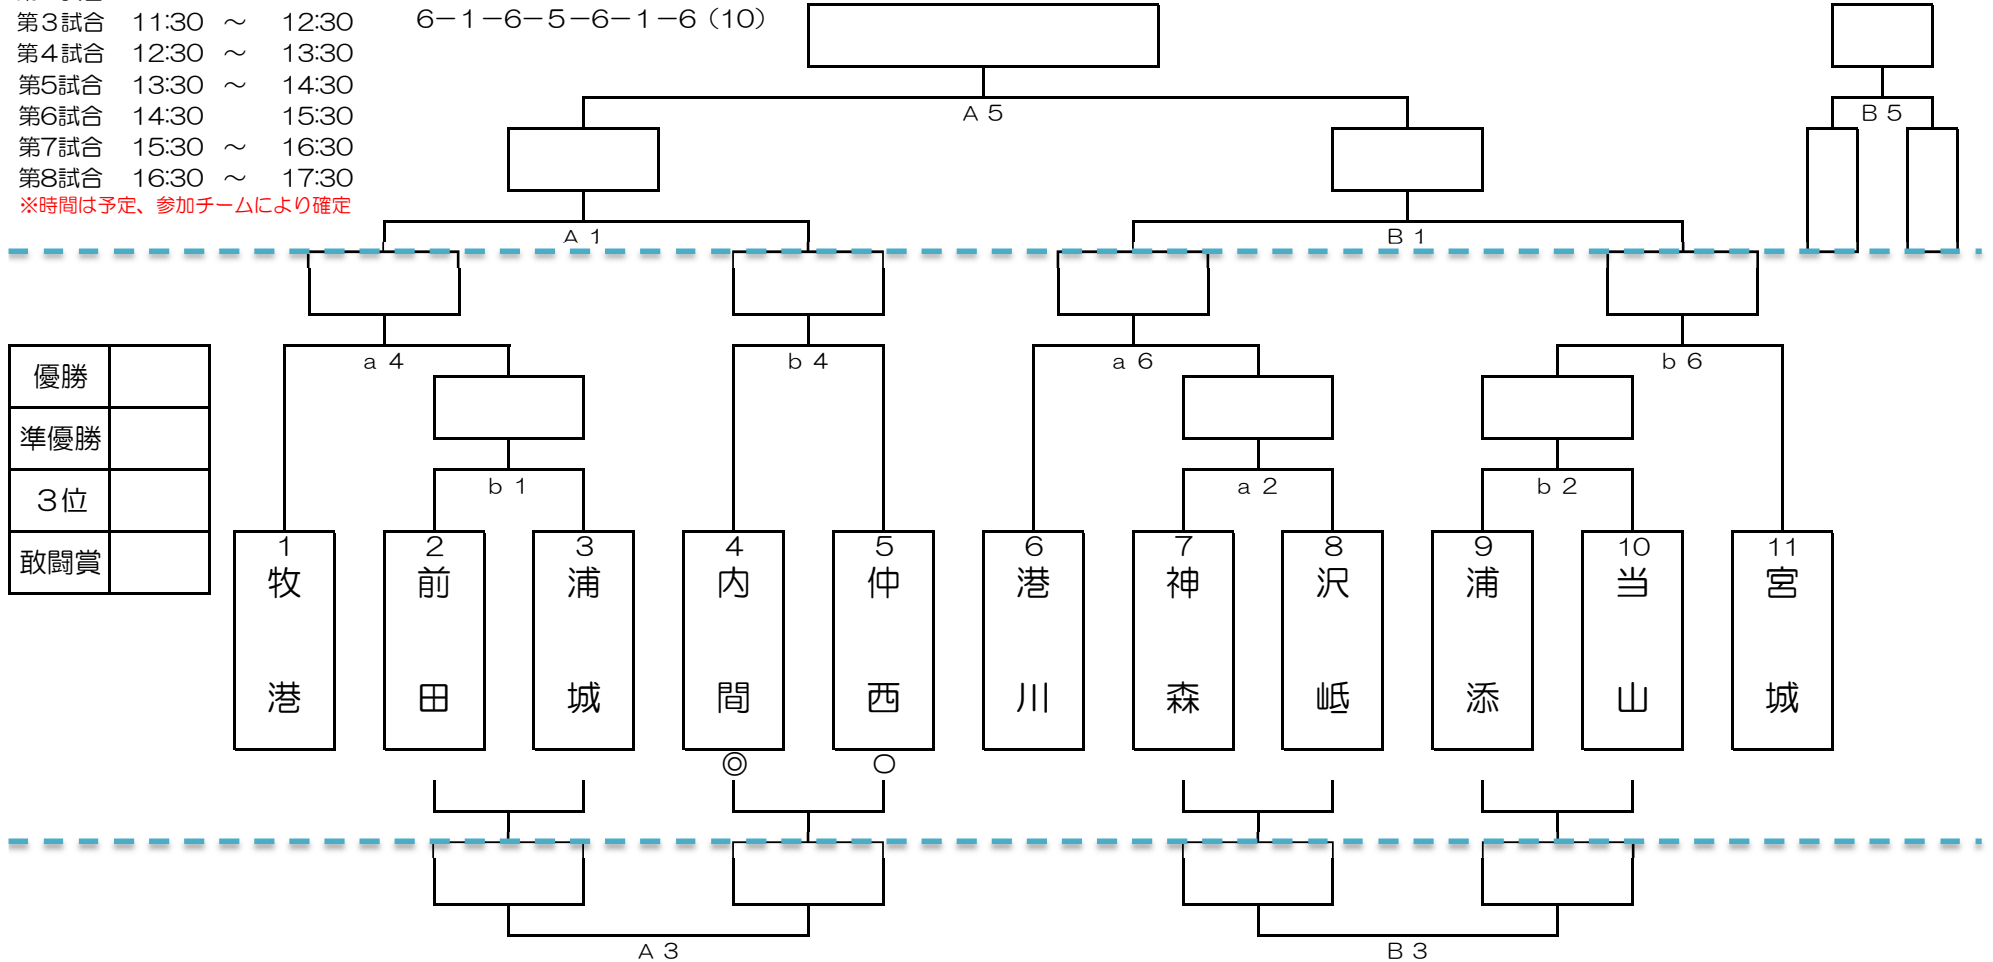 第3試合 11:30 ～ 12:30
6－1－6－5－6－1－6（10）
第4試合 12:30 ～ 13:30
第5試合 13:30 ～ 14:30
第6試合 14:30 15:30
第7試合 15:30 ～ 16:30
第8試合 16:30 ～ 17:30
※時間は予定、参加チームにより確定
A 5
B 5
A 1
B 1
a 4
b 4
a 6
b 6
優勝
準優勝
3位
敢闘賞
b 1
a 2
b 2
1 牧港
2 前田
3 浦城
4 内間
5 仲西
6 港川
7 神森
8 沢岻
9 浦添
10 当山
11 宮城
◎
○
A 3
B 3